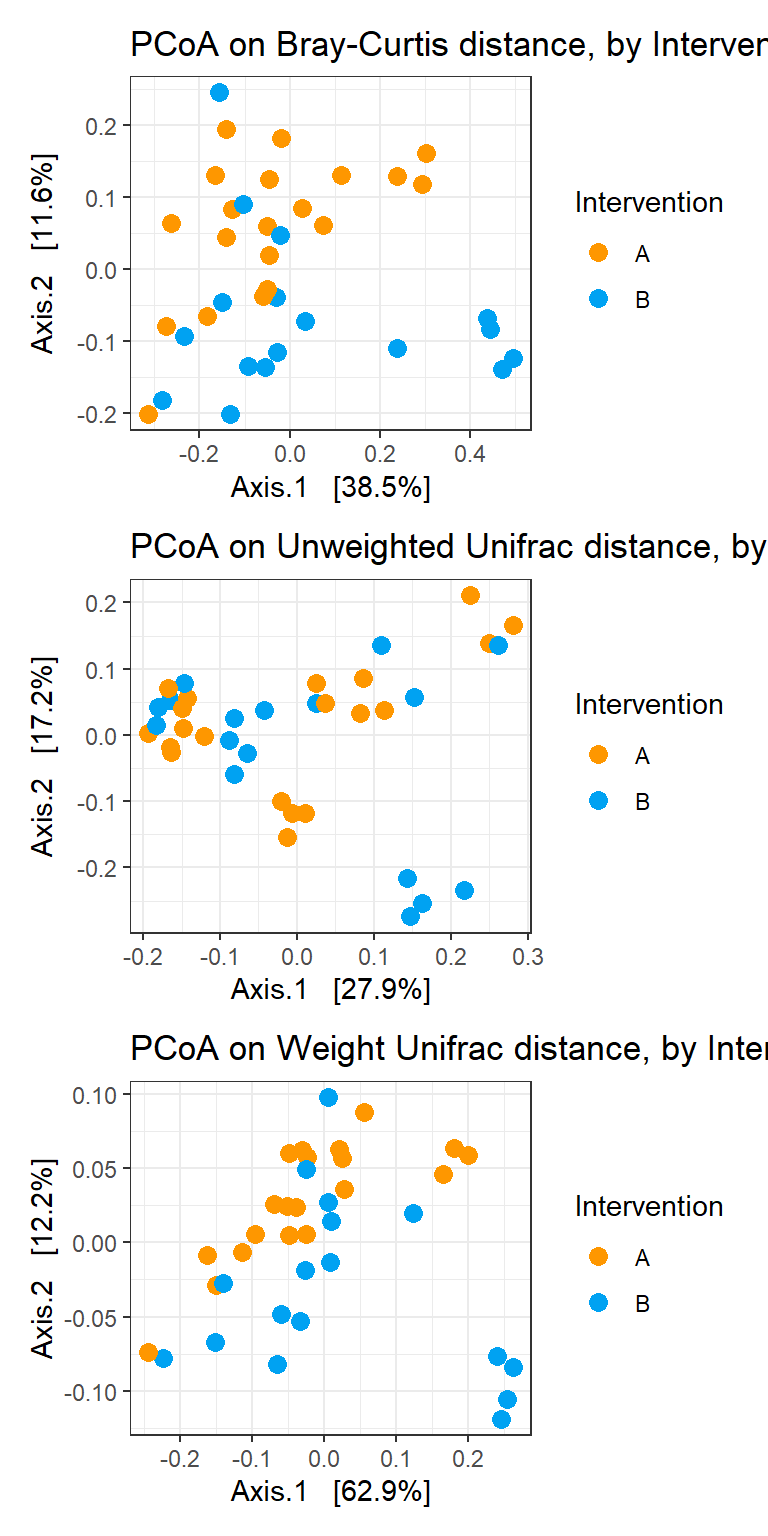 PCoA on Bray-Curtis distance, by Interven
0.2
0.1
0.0
-0.1
-0.2
Axis.2 [11.6%]
-0.2 0.0 0.2 0.4
Axis.1 [38.5%]
Intervention
A
B
PCoA on Unweighted Unifrac distance, by
0.2
0.1
0.0
-0.1
-0.2
Axis.2 [17.2%]
-0.2 -0.1 0.0 0.1 0.2 0.3
Axis.1 [27.9%]
Intervention
A
B
PCoA on Weight Unifrac distance, by Inter
0.10
0.05
0.00
-0.05
-0.10
Axis.2 [12.2%]
-0.2 -0.1 0.0 0.1 0.2
Axis.1 [62.9%]
Intervention
A
B